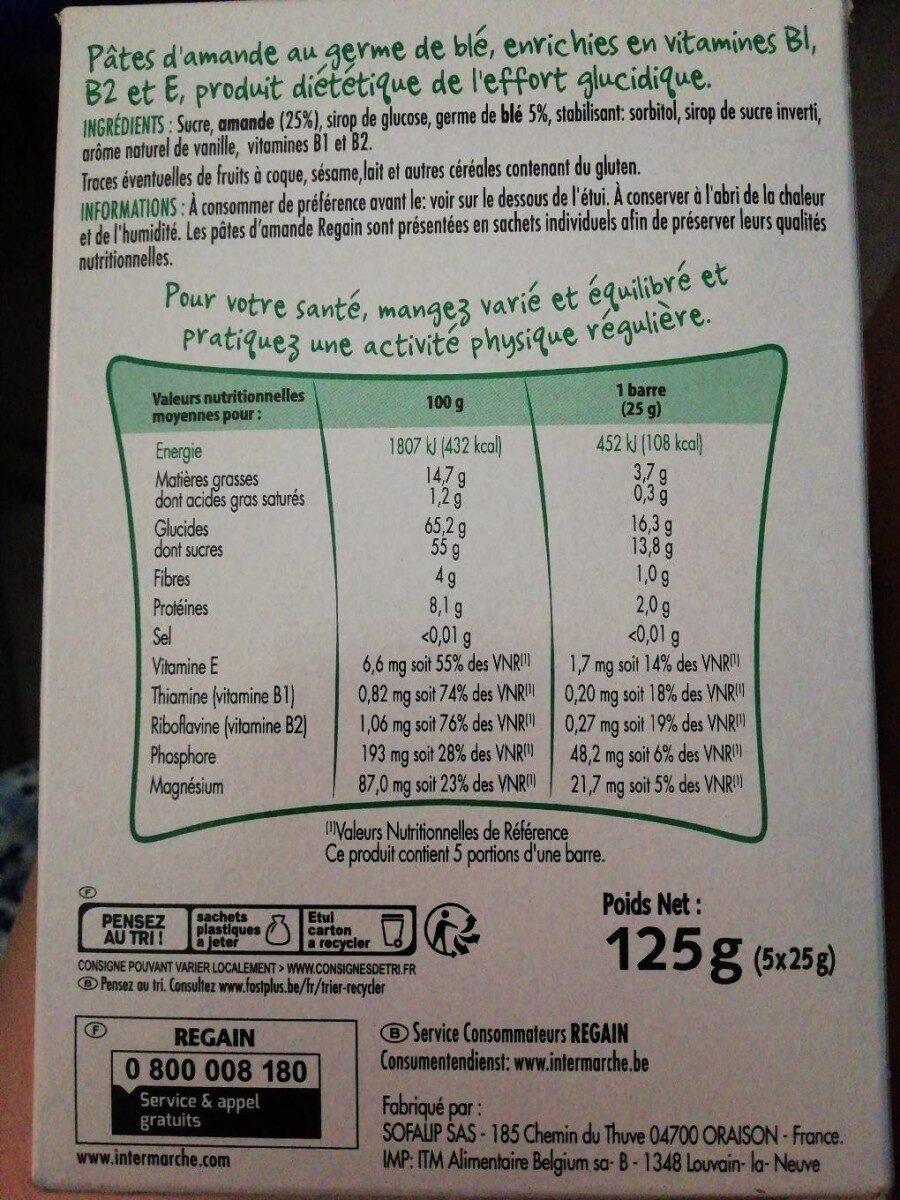 Pâtes d'amande au germe de blé, enrichies en vitamines B1,
B2 et E, produit diététique de l'effort glucidique.
INGRÉDIENTS : Sucre, amande (25%), sirop de glucose, germe de blé 5%, stabilisant: sorbitol, sirop de sucre inverti,
arôme naturel de vanille, vitamines B1 et B2.
Traces éventuelles de fruits à coque, sésame,lait et autres céréales contenant du gluten.
INFORMATIONS : À consommer de préférence avant le: voir sur le dessous de l'étui. À conserver à l'abri de la chaleur
et de l'humidité. Les pâtes d'amande Regain sont présentées en sachets individuels afin de préserver leurs qualités
nutritionnelles.
Pour votre santé, mangez varié et équilibré et
pratiquez une activité physique régulière.
Valeurs nutritionnelles moyennes pour : 100 g 1 barre (25 g)
Energie 1807 kJ (432 kcal) 452 kJ (108 kcal)
Matières grasses 14,7 g 3,7 g
dont acides gras saturés 1,2 g 0,3 g
Glucides 65,2 g 16,3 g
dont sucres 55 g 13,8 g
Fibres 4 g 1,0 g
Protéines 8,1 g 2,0 g
Sel <0,01 g <0,01 g
Vitamine E 6,6 mg soit 55% des VNR(1) 1,7 mg soit 14% des VNR(1)
Thiamine (vitamine B1) 0,82 mg soit 74% des VNR(1) 0,20 mg soit 18% des VNR(1)
Riboflavine (vitamine B2) 1,06 mg soit 76% des VNR(1) 0,27 mg soit 19% des VNR(1)
Phosphore 193 mg soit 28% des VNR(1) 48,2 mg soit 6% des VNR(1)
Magnésium 87,0 mg soit 23% des VNR(1) 21,7 mg soit 5% des VNR(1)
(1)Valeurs Nutritionnelles de Référence
Ce produit contient 5 portions d'une barre.
F
PENSEZ
AU TRI !
sachets
plastiques
à jeter
Etui
carton
à recycler
CONSIGNE POUVANT VARIER LOCALEMENT > WWW.CONSIGNESDETRI.FR
B Pensez au tri. Consultez www.fostplus.be/fr/trier-recycler
Poids Net :
125g (5x25g)
F
REGAIN
0 800 008 180
Service & appel
gratuits
www.intermarche.com
B Service Consommateurs REGAIN
Consumentendienst: www.intermarche.be
Fabriqué par :
SOFALIP SAS - 185 Chemin du Thuve 04700 ORAISON - France.
IMP: ITM Alimentaire Belgium sa- B - 1348 Louvain- la- Neuve